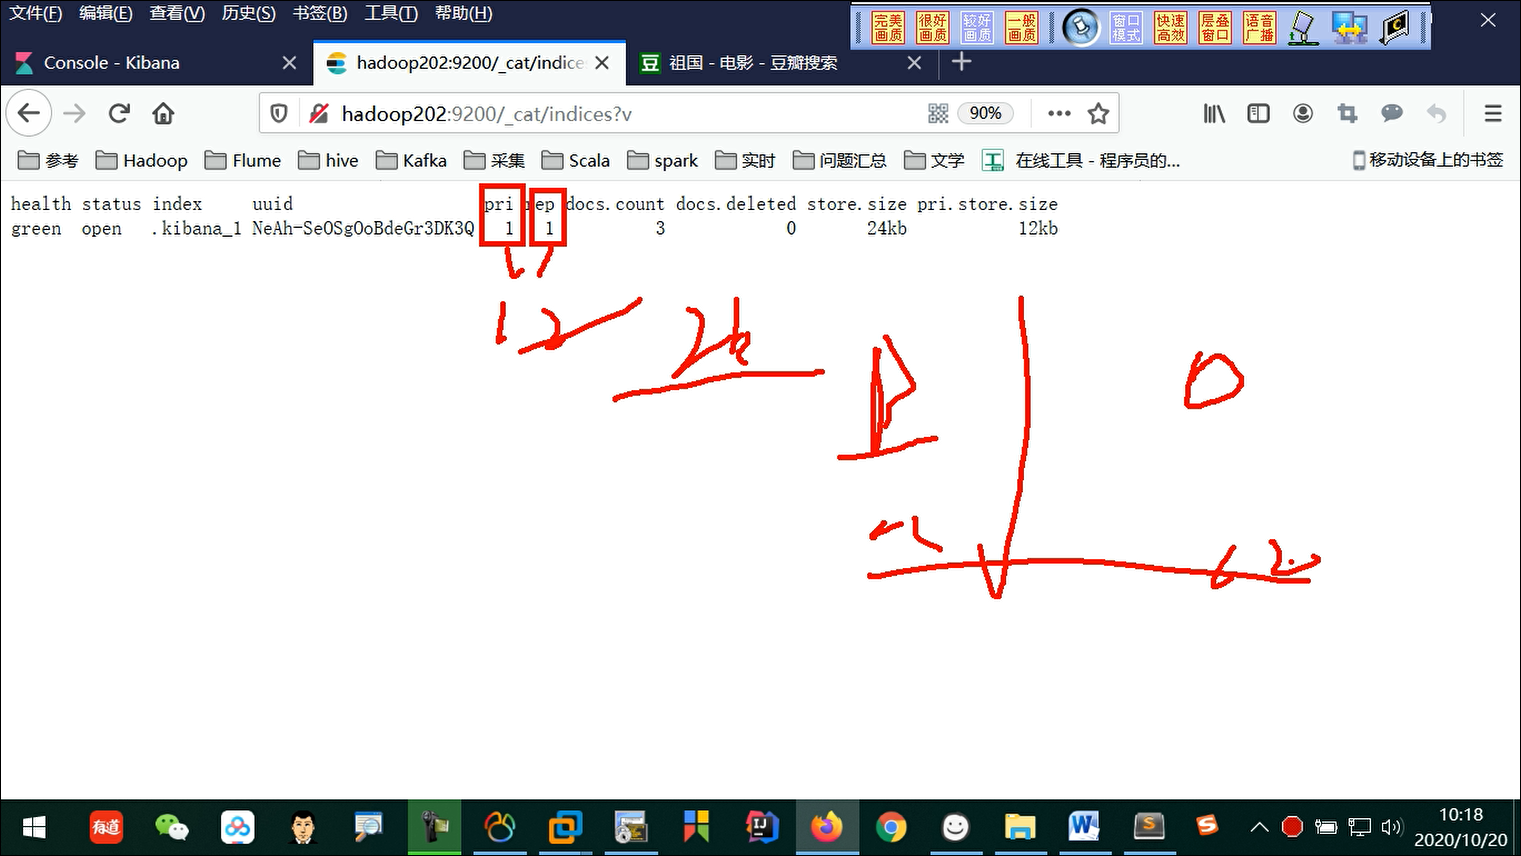 文件(F) 编辑(E) 查看(V) 历史(S) 书签(B) 工具(T) 帮助(H)
完美画质 很好画质 较好画质 一般画质 窗口模式 快速高效 层叠窗口 语音广播
Console - Kibana hadoop202:9200/_cat/indice 祖国 - 电影 - 豆瓣搜索
hadoop202:9200/_cat/indices?v 90%
参考 Hadoop Flume hive Kafka 采集 Scala spark 实时 问题汇总 文学 在线工具 - 程序员的... 移动设备上的书签
health status index uuid pri rep docs.count docs.deleted store.size pri.store.size
green open .kibana_1 NeAh-SeOSgOoBdeGr3DK3Q 1 1 3 0 24kb 12kb
1 2
P
有道 10:18
2020/10/20